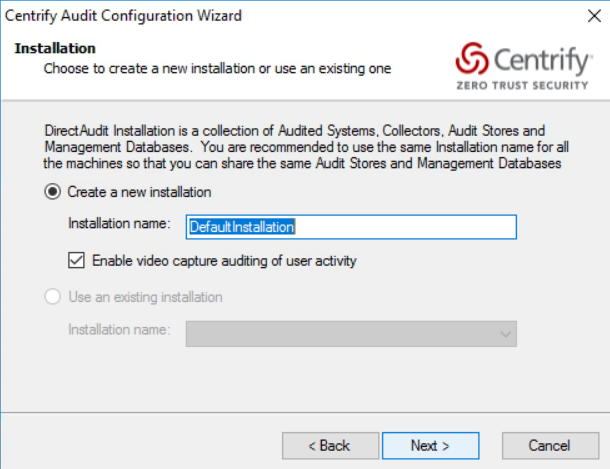 Centrify Audit Configuration Wizard
Installation
Choose to create a new installation or use an existing one
Centrify
ZERO TRUST SECURITY
DirectAudit Installation is a collection of Audited Systems, Collectors, Audit Stores and
Management Databases.  You are recommended to use the same Installation name for all
the machines so that you can share the same Audit Stores and Management Databases
Create a new installation
Installation name: DefaultInstallation
Enable video capture auditing of user activity
Use an existing installation
Installation name:
< Back Next > Cancel